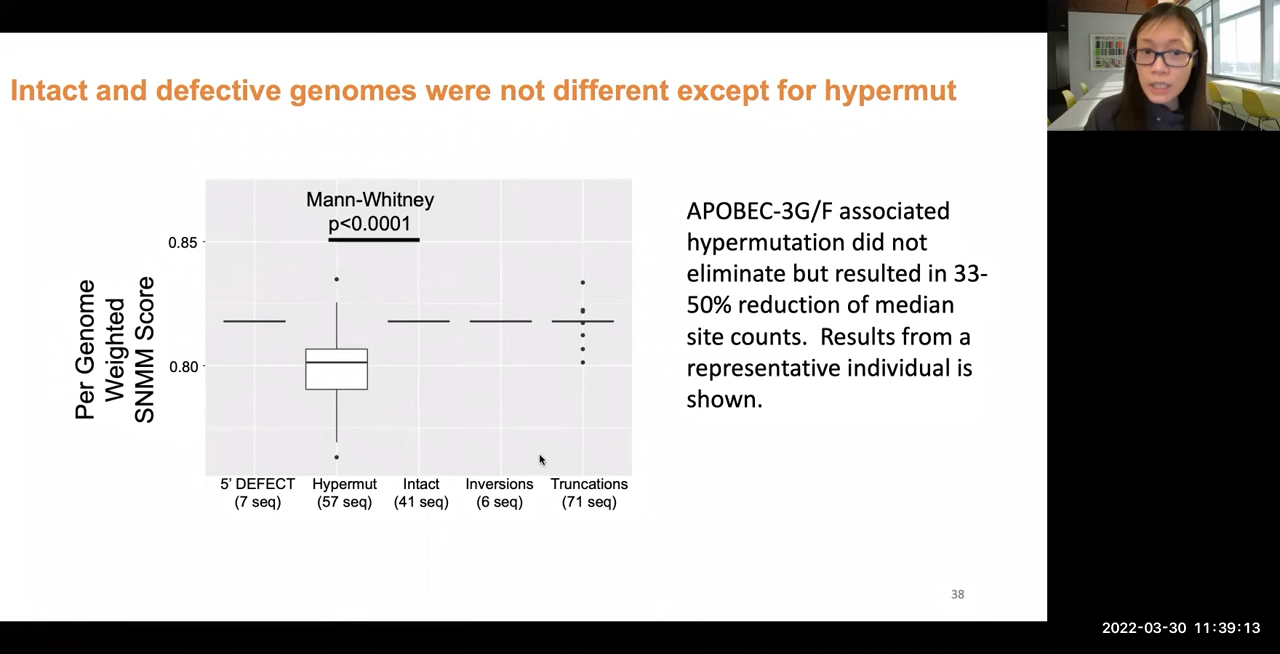 Intact and defective genomes were not different except for hypermut
Mann-Whitney
p<0.0001
0.85
0.80
Per Genome
Weighted
SNMM Score
5' DEFECT
(7 seq)
Hypermut
(57 seq)
Intact
(41 seq)
Inversions
(6 seq)
Truncations
(71 seq)
APOBEC-3G/F associated
hypermutation did not
eliminate but resulted in 33-
50% reduction of median
site counts.  Results from a
representative individual is
shown.
38
2022-03-30 11:39:13